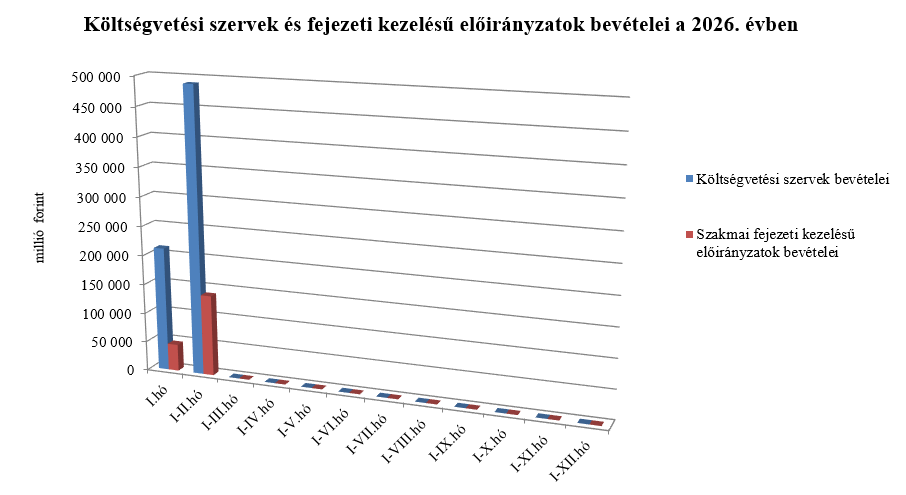 Költségvetési szervek és fejezeti kezelésű előirányzatok bevételei a 2026. évben
500 000
450 000
400 000
350 000
300 000
250 000
200 000
150 000
100 000
50 000
0
millió forint
I.hó
I-II.hó
I-III.hó
I-IV.hó
I-V.hó
I-VI.hó
I-VII.hó
I-VIII.hó
I-IX.hó
I-X.hó
I-XI.hó
I-XII.hó
Költségvetési szervek bevételei
Szakmai fejezeti kezelésű
előirányzatok bevételei